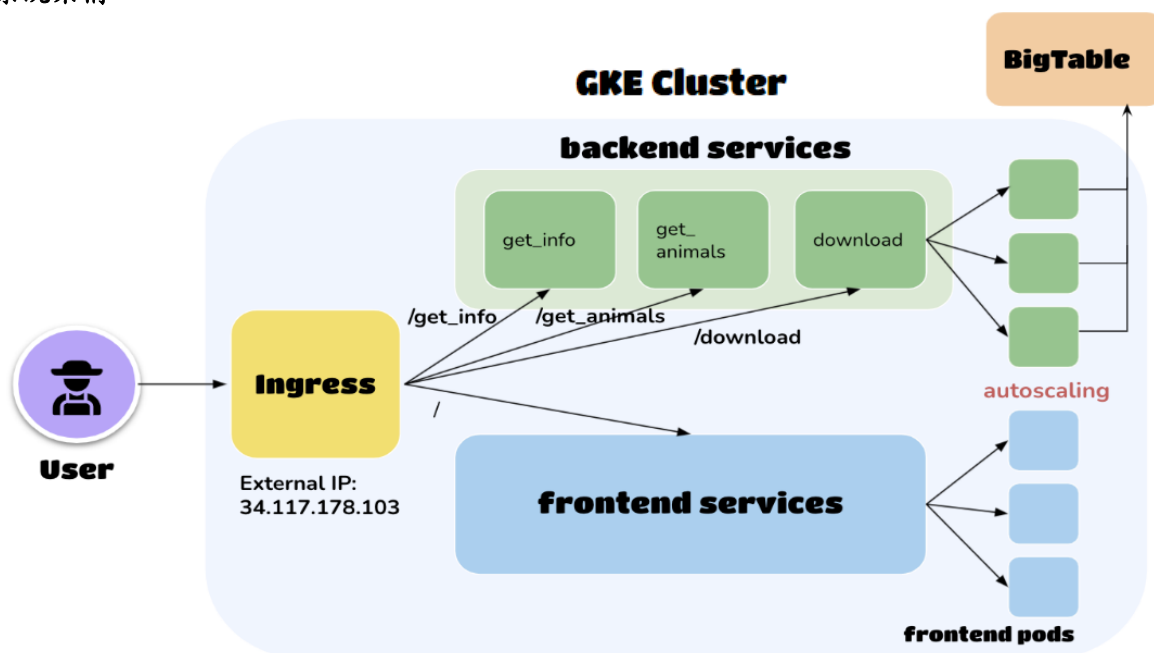 BigTable
GKE Cluster
backend services
get_info
get_
animals
download
/get_info
/get_animals
/download
Ingress
/
autoscaling
User
External IP:
34.117.178.103
frontend services
frontend pods